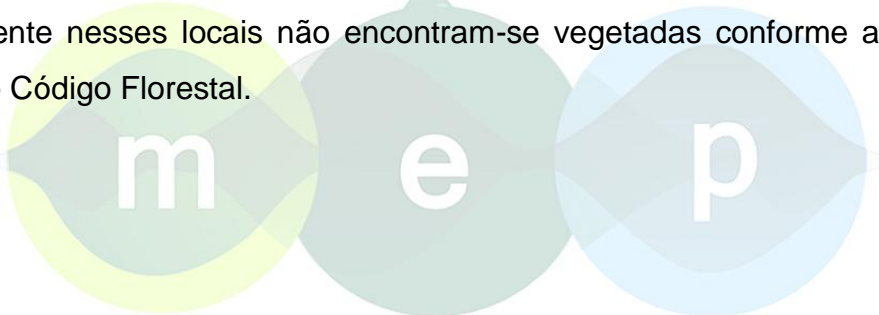 ente nesses locais não encontram-se vegetadas conforme a
Código Florestal.
m e p